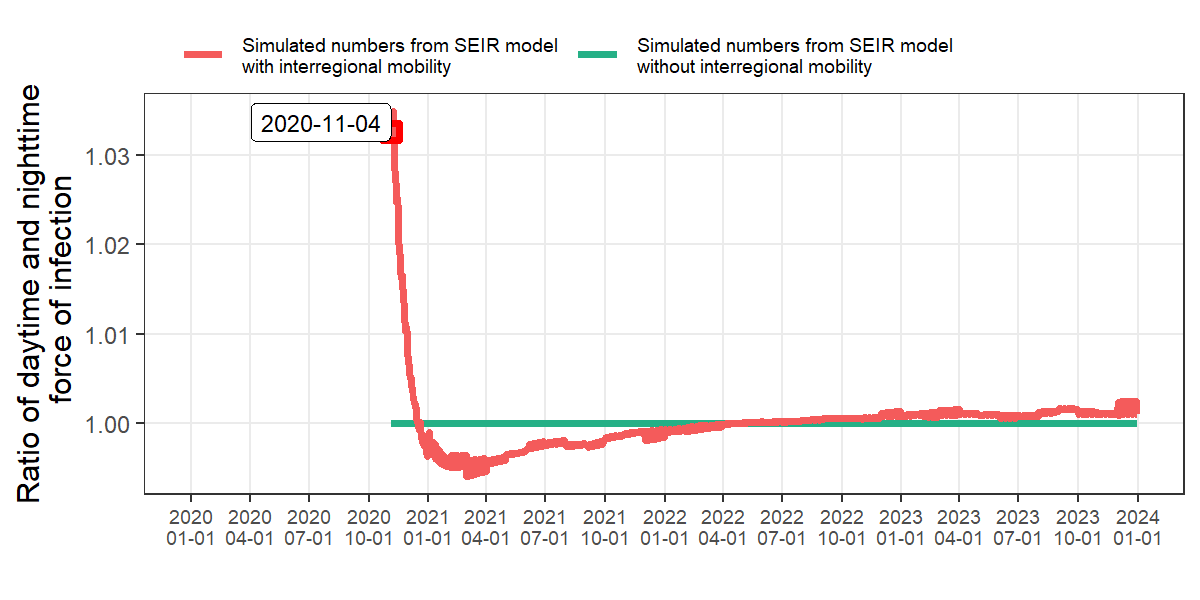 Simulated numbers from SEIR model
with interregional mobility
Simulated numbers from SEIR model
without interregional mobility
Ratio of daytime and nighttime
force of infection
2020-11-04
1.03
1.02
1.01
1.00
2020 2020 2020 2020 2021 2021 2021 2021 2022 2022 2022 2022 2023 2023 2023 2023 2024
01-01 04-01 07-01 10-01 01-01 04-01 07-01 10-01 01-01 04-01 07-01 10-01 01-01 04-01 07-01 10-01 01-01